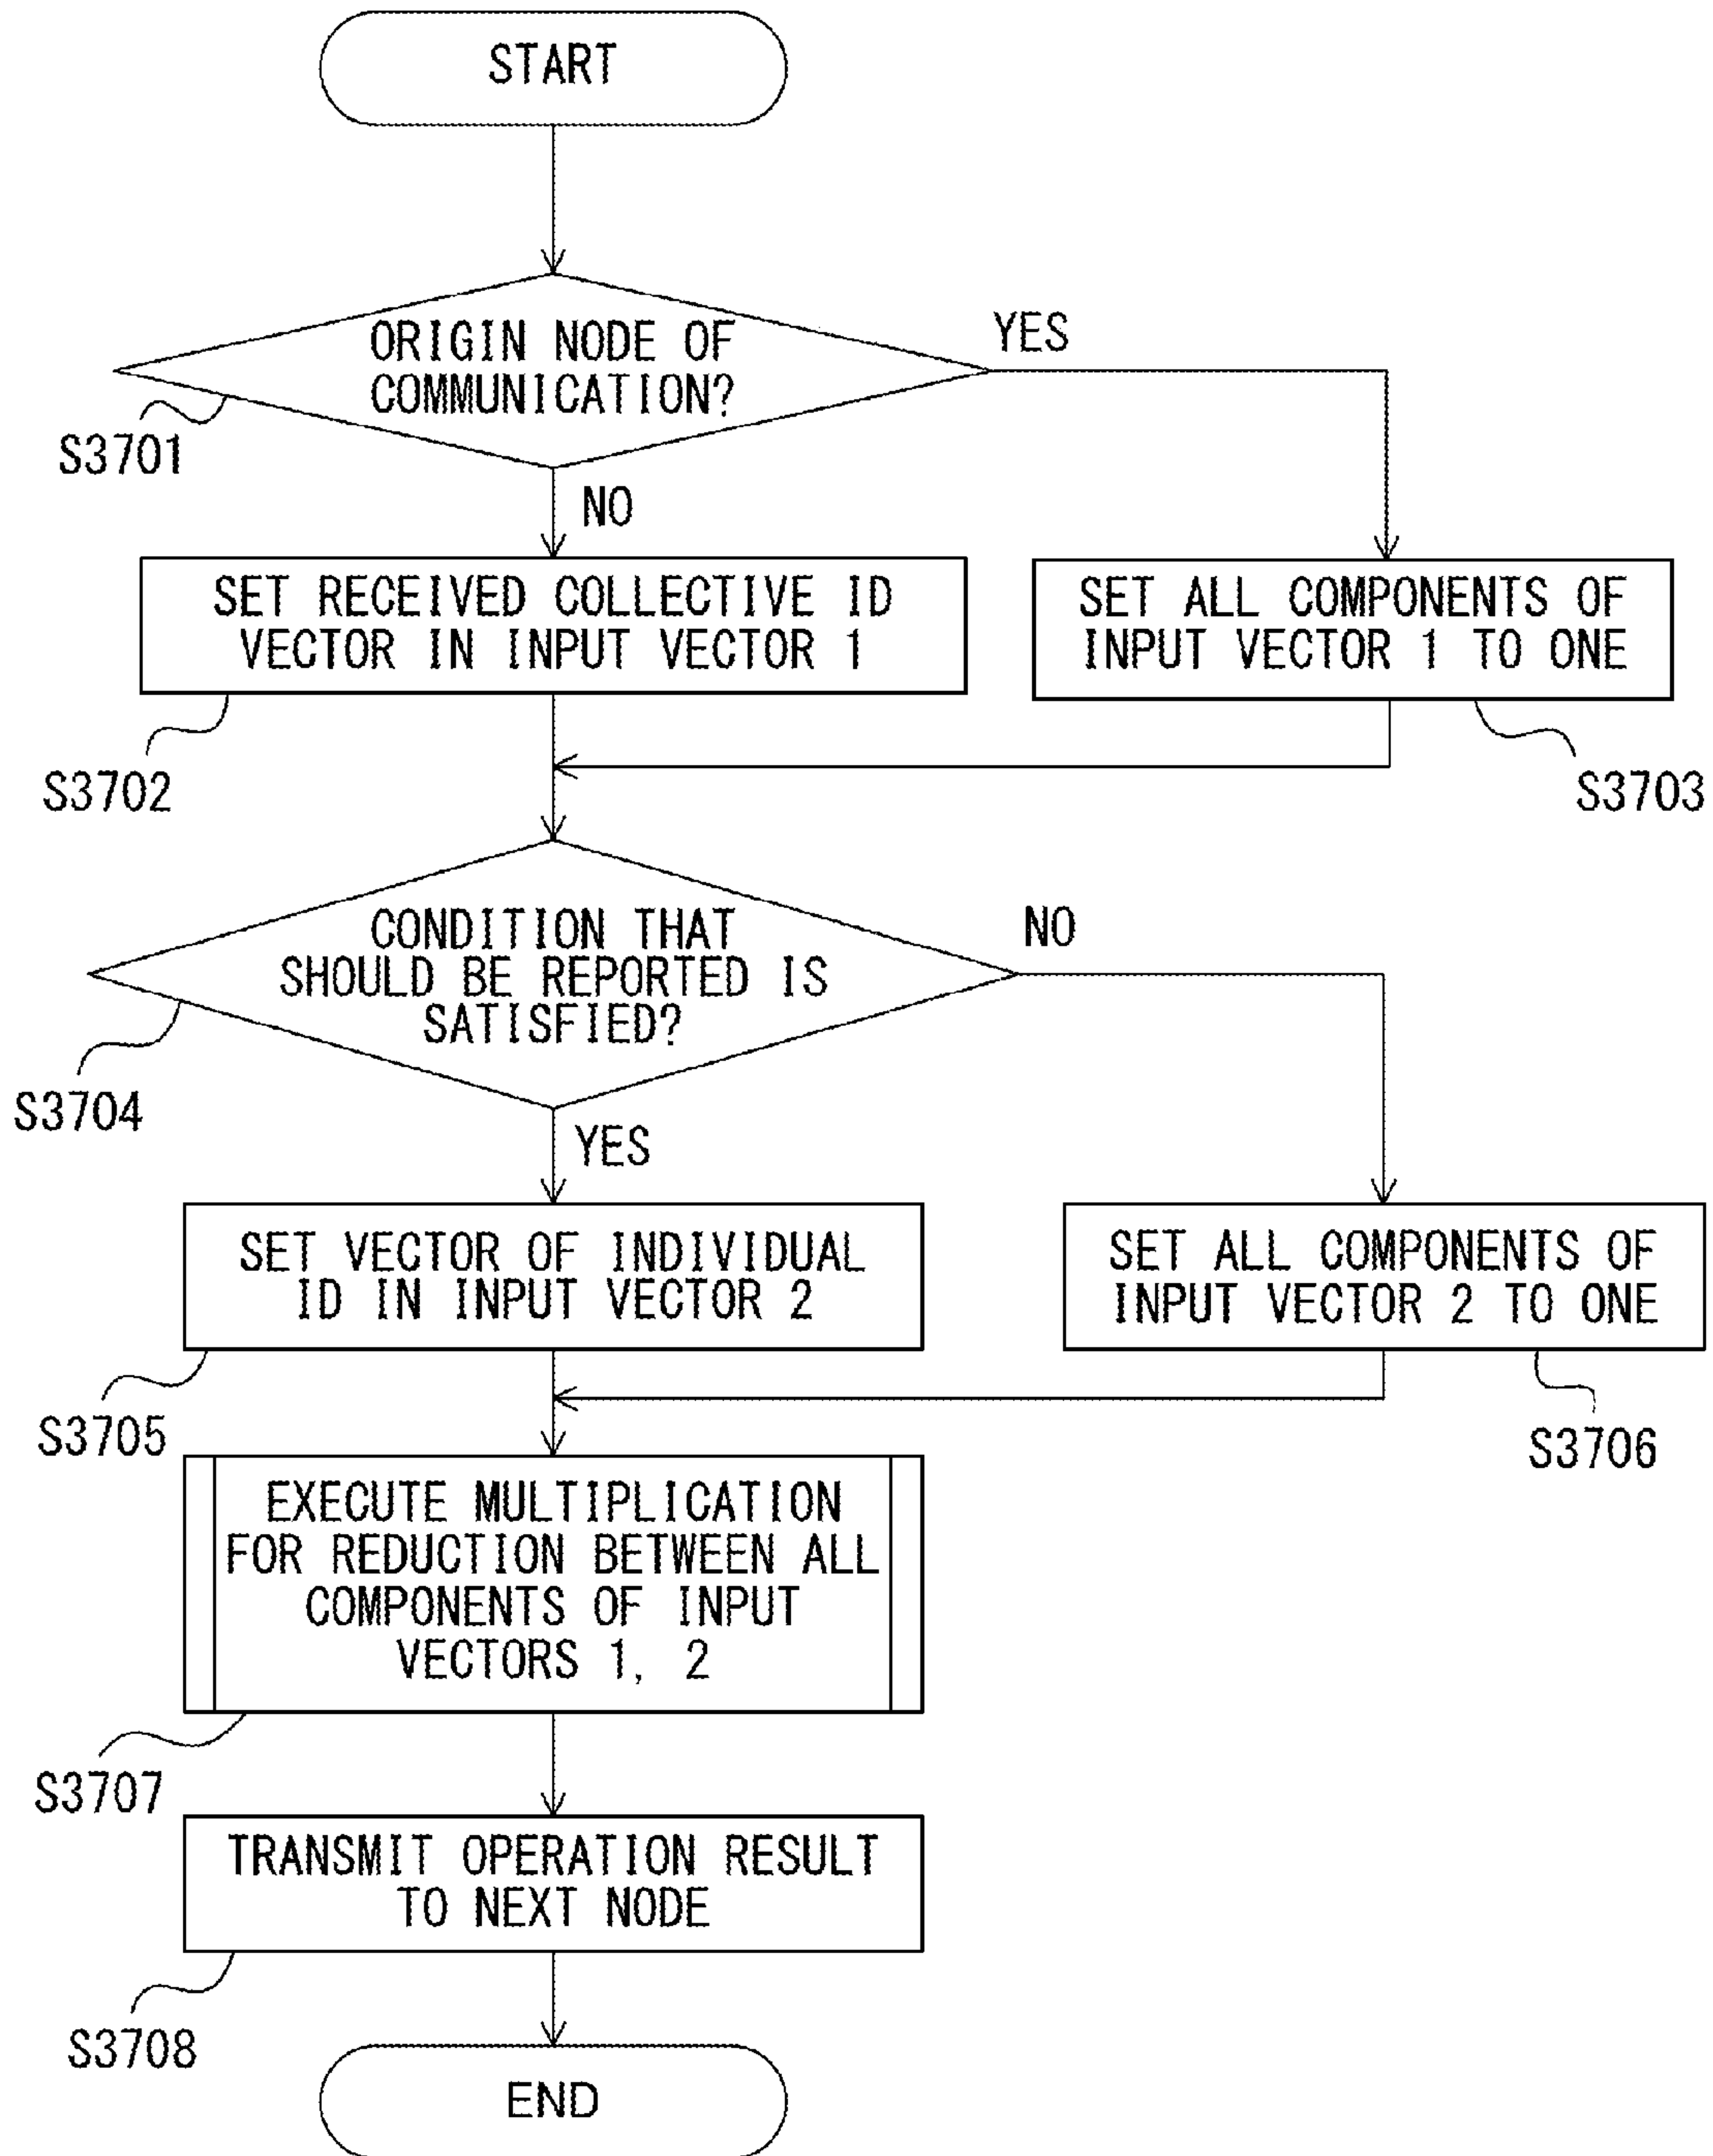 START
ORIGIN NODE OF
COMMUNICATION?
YES
S3701
NO
SET RECEIVED COLLECTIVE ID
VECTOR IN INPUT VECTOR 1
SET ALL COMPONENTS OF
INPUT VECTOR 1 TO ONE
S3702
S3703
CONDITION THAT
SHOULD BE REPORTED IS
SATISFIED?
NO
S3704
YES
SET VECTOR OF INDIVIDUAL
ID IN INPUT VECTOR 2
SET ALL COMPONENTS OF
INPUT VECTOR 2 TO ONE
S3705
S3706
EXECUTE MULTIPLICATION
FOR REDUCTION BETWEEN ALL
COMPONENTS OF INPUT
VECTORS 1, 2
S3707
TRANSMIT OPERATION RESULT
TO NEXT NODE
S3708
END